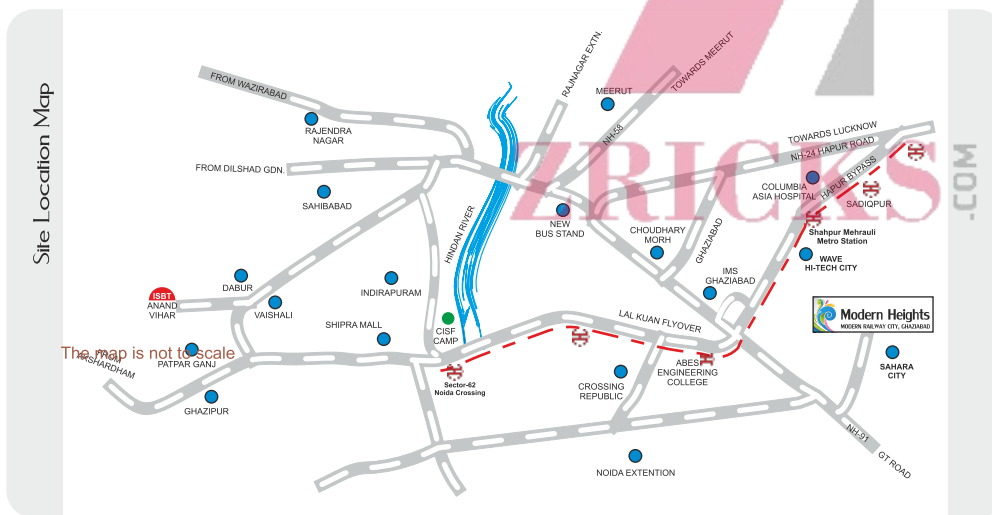 Site Location Map
FROM WAZIRABAD
RAJENDRA
NAGAR
FROM DILSHAD GDN.
SAHIBABAD
HINDAN RIVER
RAJNAGAR EXTN.
MEERUT
TOWARDS MEERUT
NH-58
TOWARDS LUCKNOW
NH-24 HAPUR ROAD
HAPUR BYPASS
COLUMBIA
ASIA HOSPITAL
SADIQPUR
ZRICKS
.COM
NEW
BUS STAND
CHOUDHARY
MORH
GHAZIABAD
Shahpur Mehrauli
Metro Station
WAVE
HI-TECH CITY
IMS
GHAZIABAD
DABUR
ISBT
ANAND
VIHAR
VAISHALI
INDIRAPURAM
SHIPRA MALL
CISF
CAMP
LAL KUAN FLYOVER
Modern Heights
MODERN RAILWAY CITY, GHAZIABAD
The map is not to scale
FROM
PATPAR GANJ
GHAZIPUR
Sector-62
Noida Crossing
CROSSING
REPUBLIC
ABES
ENGINEERING
COLLEGE
SAHARA
CITY
NH-91
GT ROAD
NOIDA EXTENTION